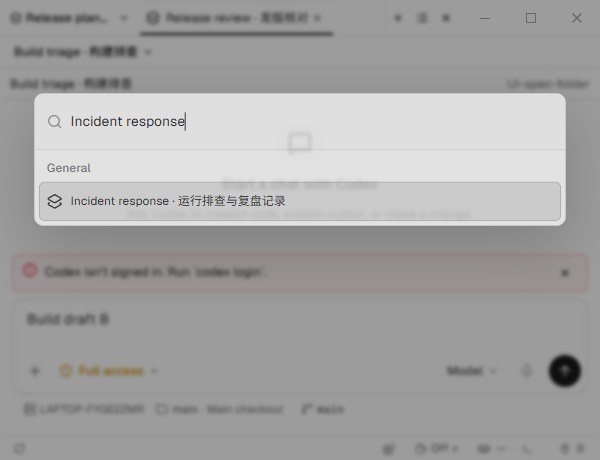 Release plan...
Release review · 发版核对
Build triage · 构建排查
Build triage · 构建排查
UI-spec-folder
Incident response
General
Incident response · 运行排查与复盘记录
Start a chat with Codex
Codex isn't signed in. Run `codex login`.
Build draft B
Full access
Model
main · Main checkout
main
Off